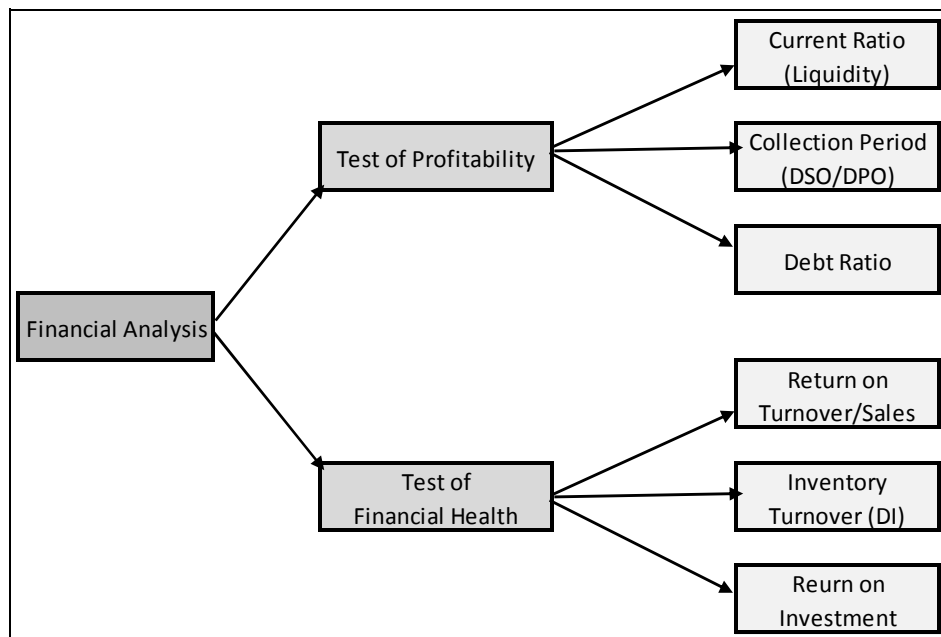 Current Ratio
(Liquidity)
Test of Profitability
Collection Period
(DSO/DPO)
Debt Ratio
Financial Analysis
Return on
Turnover/Sales
Test of
Financial Health
Inventory
Turnover (DI)
Reurn on
Investment